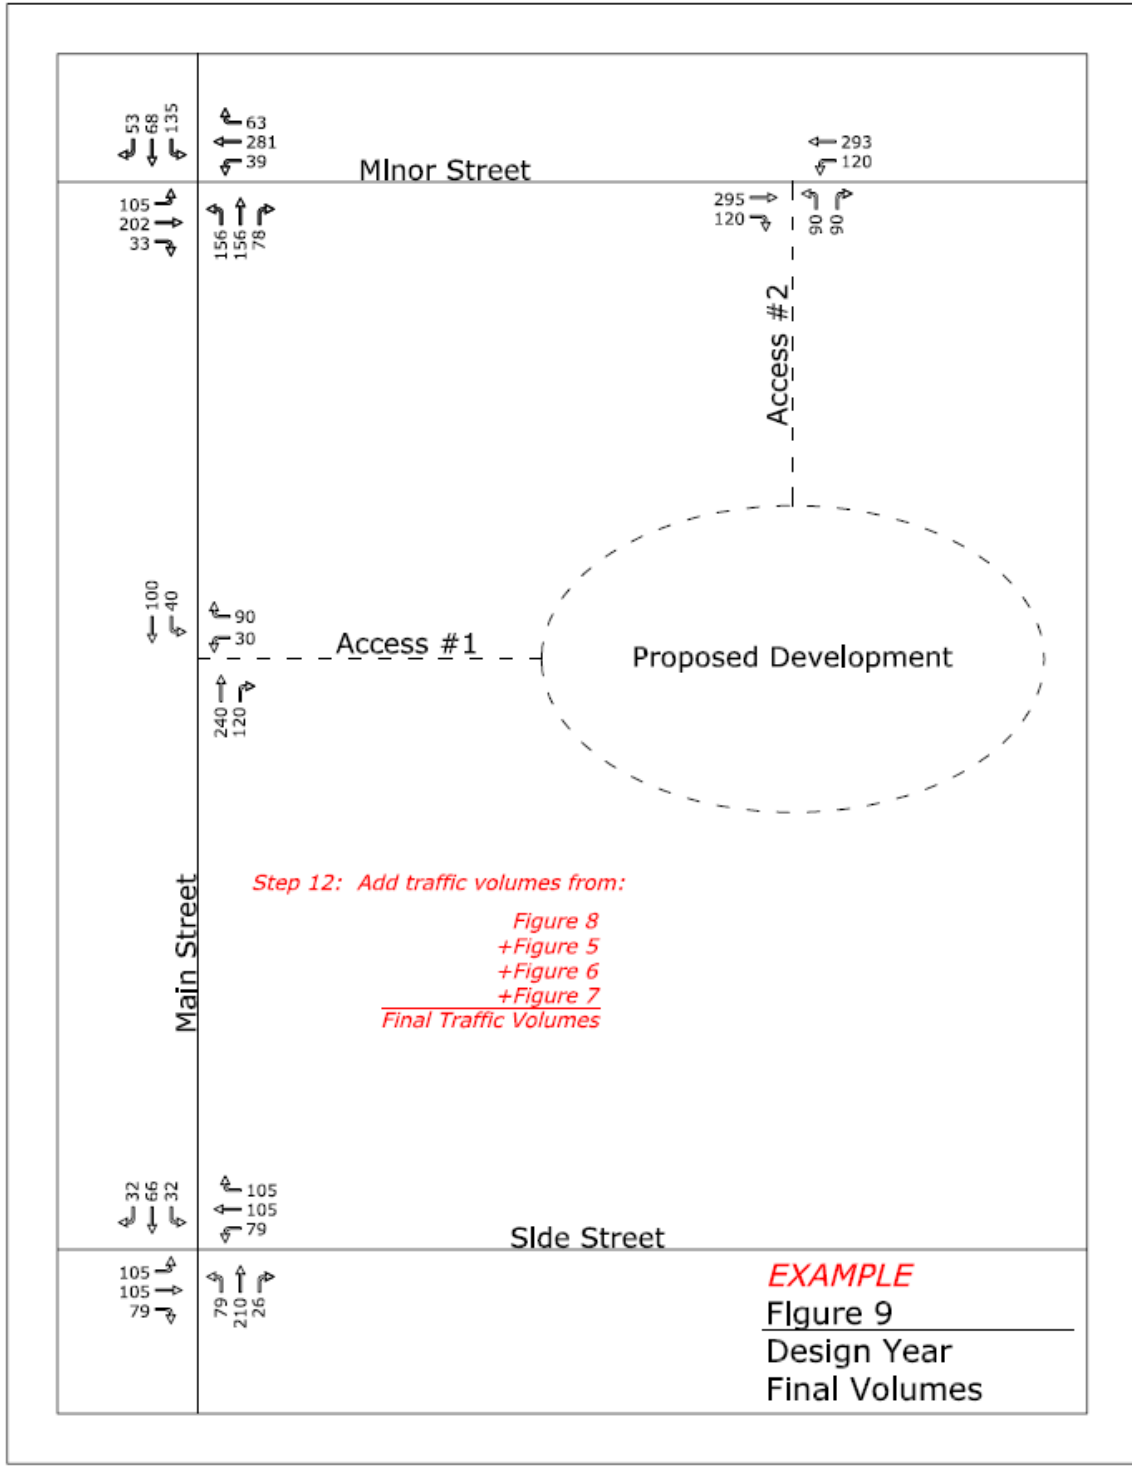 53
68
135
63
281
39
MInor Street
105
202
33
156
156
78
293
120
295
120
90
90
Access #2
100
40
90
30
Access #1
240
120
Proposed Development
Main Street
Step 12: Add traffic volumes from:
Figure 8
+Figure 5
+Figure 6
+Figure 7
Final Traffic Volumes
32
66
32
105
105
79
SIde Street
105
105
79
79
210
26
EXAMPLE
FIgure 9
Design Year
Final Volumes